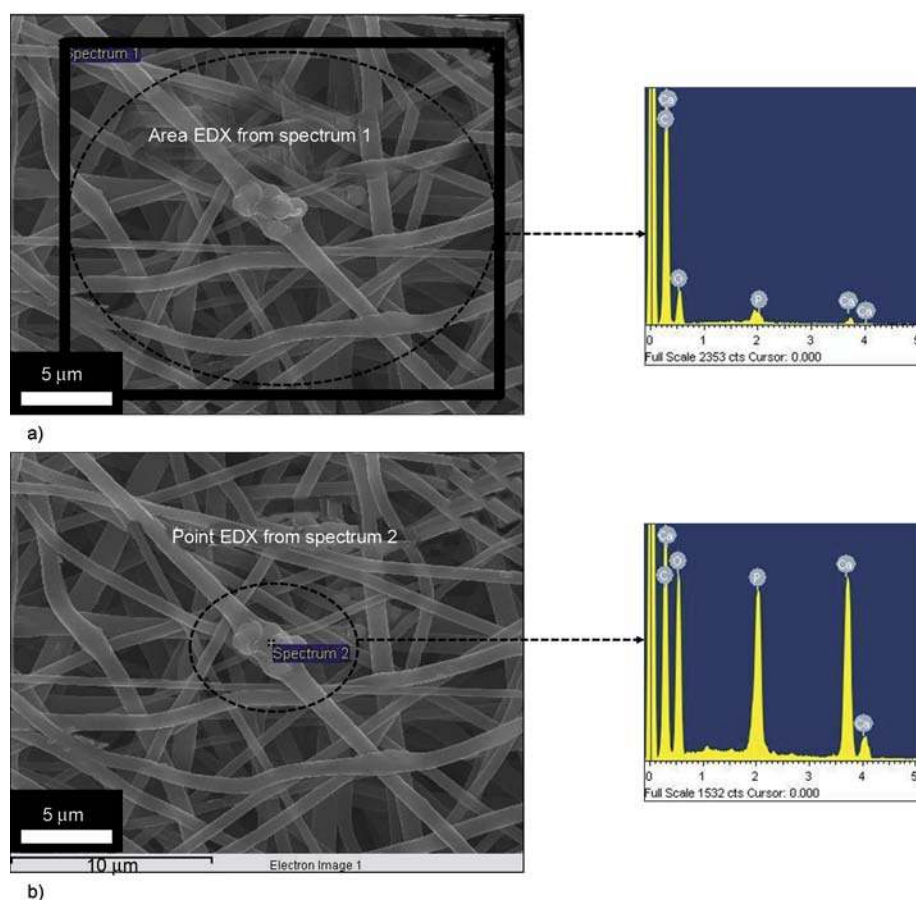 Spectrum 1
Area EDX from spectrum 1
5 µm
a)
Ca
C
O
P
Ca
Ca
0 1 2 3 4 5
Full Scale 2353 cts Cursor: 0.000
Point EDX from spectrum 2
Spectrum 2
5 µm
10 µm
Electron Image 1
b)
Ca
C
O
P
Ca
Ca
0 1 2 3 4 5
Full Scale 1532 cts Cursor: 0.000